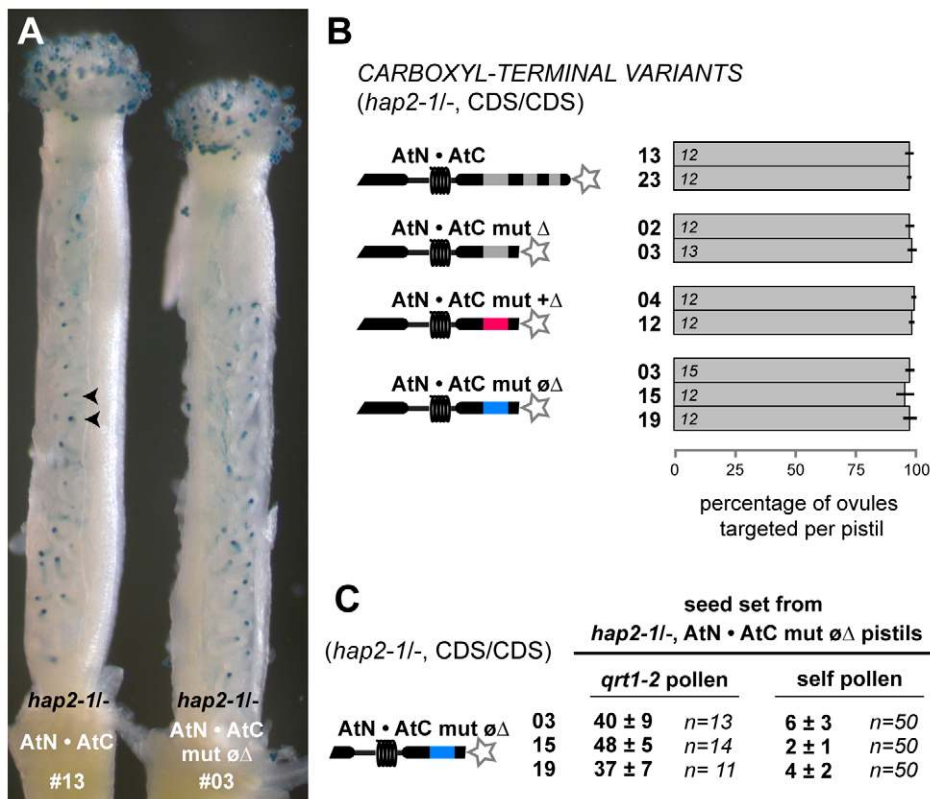 A
hap2-1/-
AtN • AtC
#13
hap2-1/-
AtN • AtC
mut øΔ
#03
B
CARBOXYL-TERMINAL VARIANTS
(hap2-1/-, CDS/CDS)
AtN • AtC
13 12
23 12
AtN • AtC mut Δ
02 12
03 13
AtN • AtC mut +Δ
04 12
12 12
AtN • AtC mut øΔ
03 15
15 12
19 12
0 25 50 75 100
percentage of ovules
targeted per pistil
C
seed set from
hap2-1/-, AtN • AtC mut øΔ pistils
(hap2-1/-, CDS/CDS)
qrt1-2 pollen self pollen
AtN • AtC mut øΔ
03 40 ± 9 n=13 6 ± 3 n=50
15 48 ± 5 n=14 2 ± 1 n=50
19 37 ± 7 n= 11 4 ± 2 n=50